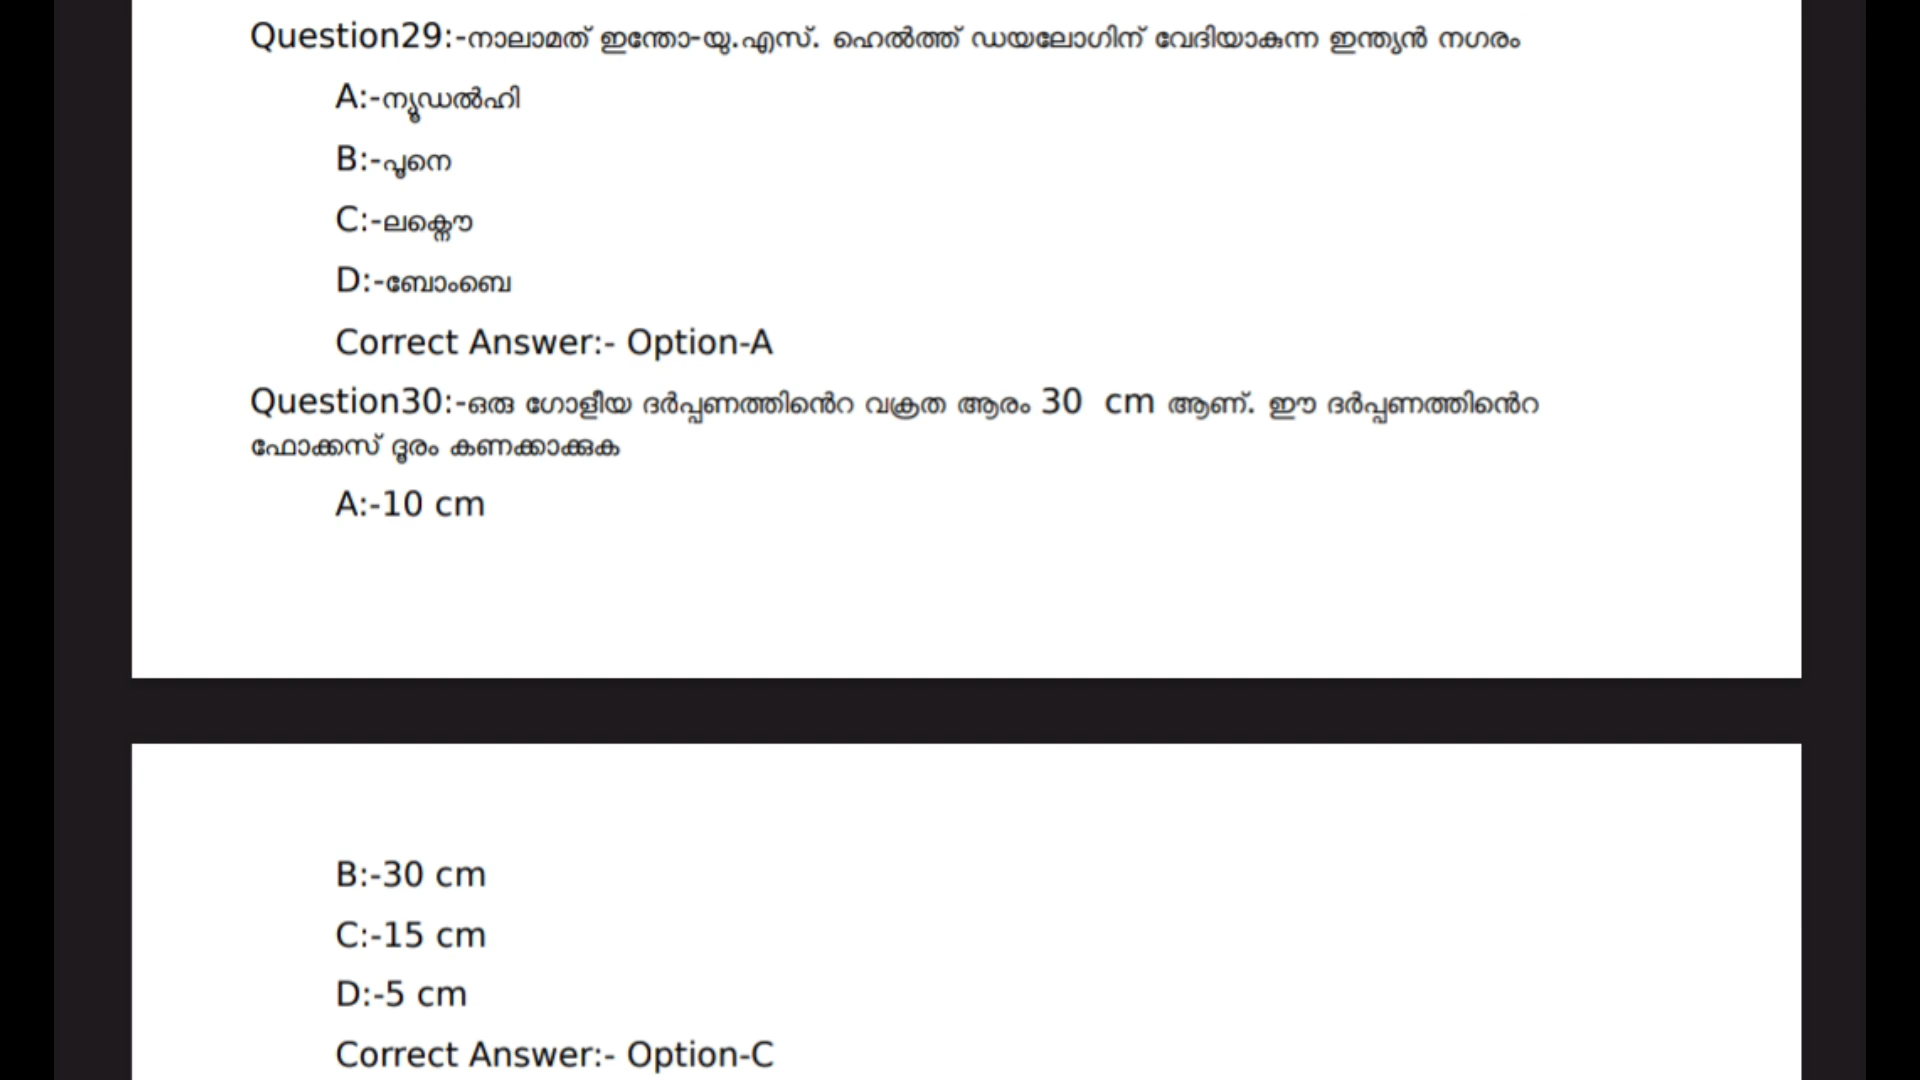 Question29:-നാലാമത് ഇന്തോ-യു.എസ്. ഹെൽത്ത് ഡയലോഗിന് വേദിയാകുന്ന ഇന്ത്യൻ നഗരം
A:-ന്യൂഡൽഹി
B:-പൂനെ
C:-ലക്നൌ
D:-ബോംബെ
Correct Answer:- Option-A
Question30:-ഒരു ഗോളീയ ദർപ്പണത്തിൻെറ വക്രത ആരം 30 cm ആണ്. ഈ ദർപ്പണത്തിൻെറ
ഫോക്കസ് ദൂരം കണക്കാക്കുക
A:-10 cm
B:-30 cm
C:-15 cm
D:-5 cm
Correct Answer:- Option-C